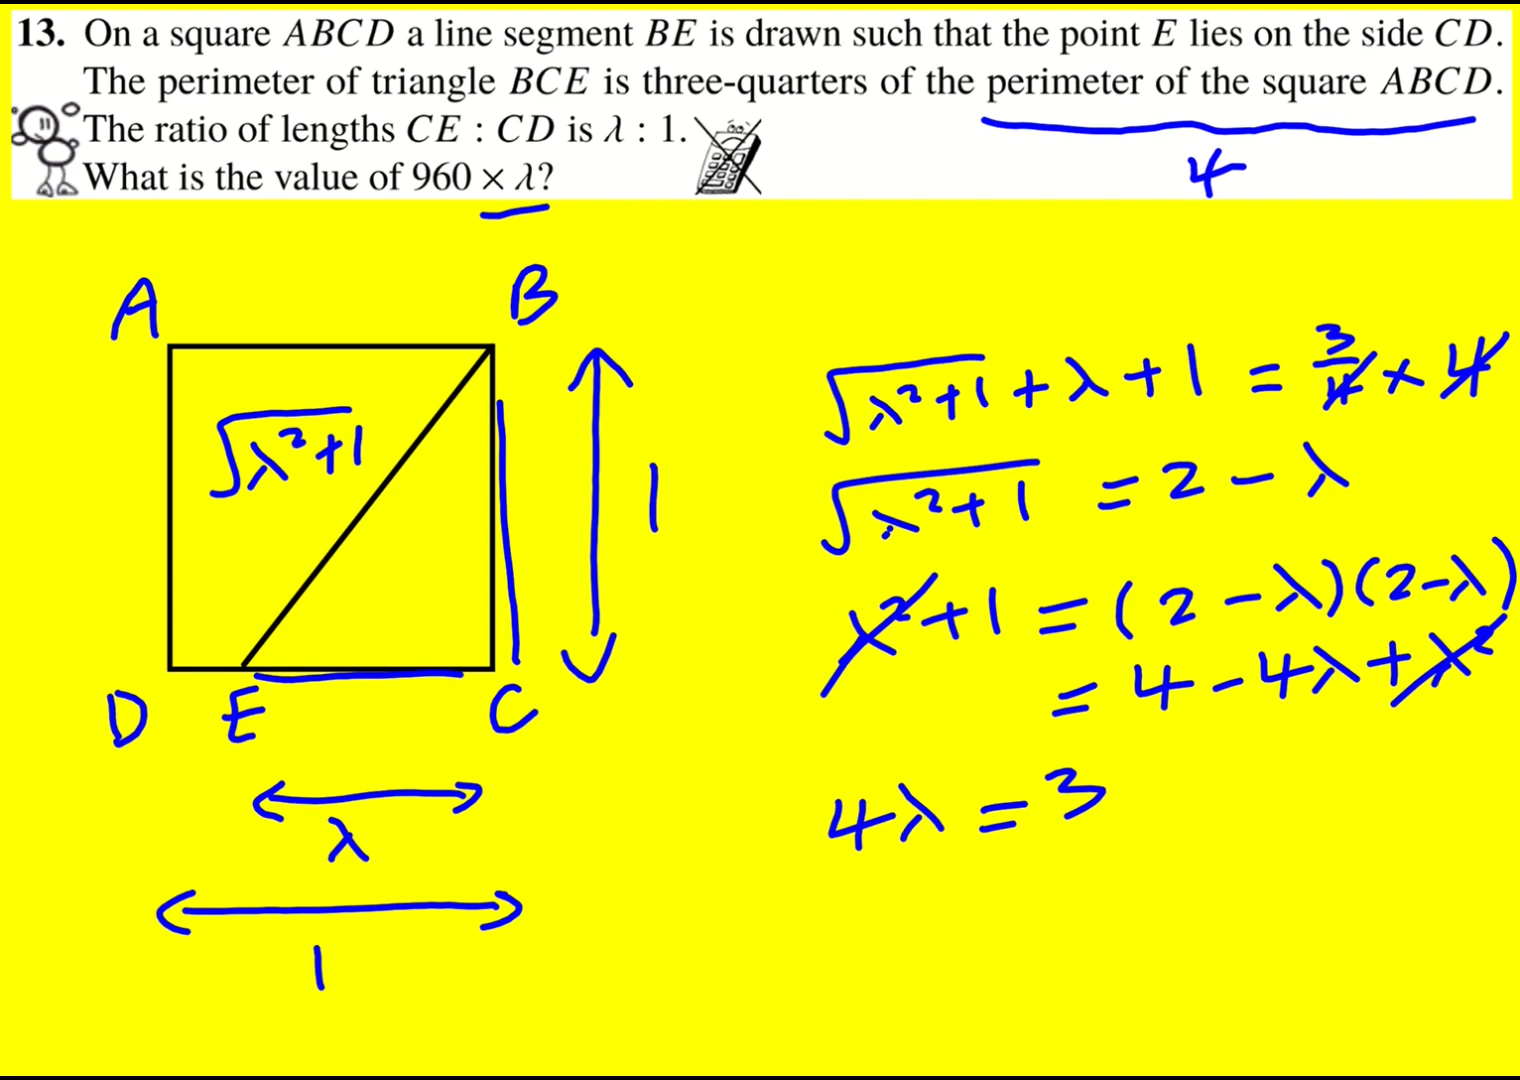 13. On a square ABCD a line segment BE is drawn such that the point E lies on the side CD.
The perimeter of triangle BCE is three-quarters of the perimeter of the square ABCD.
The ratio of lengths CE : CD is λ : 1.
What is the value of 960 × λ?
4
A
B
√(λ²+1)
1
D
E
C
λ
1
√(λ²+1) + λ + 1 = 3/4 × 4
√(λ²+1) = 2 − λ
λ² + 1 = (2 − λ)(2 − λ)
= 4 − 4λ + λ²
4λ = 3